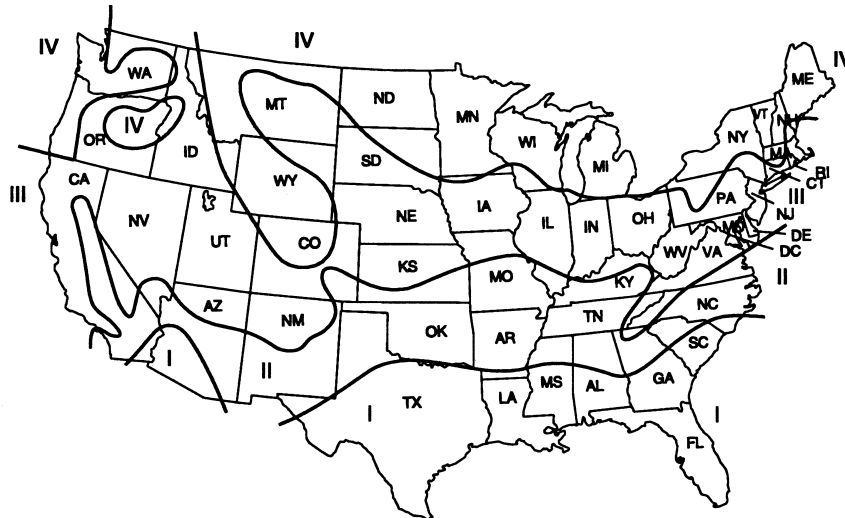 IV
IV
IV
WA
MT
ND
MN
ME
VT
NH
OR
IV
ID
SD
WI
MI
NY
MA
RI
CT
III
CA
WY
IA
PA
III
NV
NE
IL
IN
OH
NJ
UT
CO
MD
DE
DC
WV
VA
KS
MO
KY
II
AZ
NM
OK
TN
NC
AR
SC
I
II
MS
AL
GA
LA
TX
I
I
FL